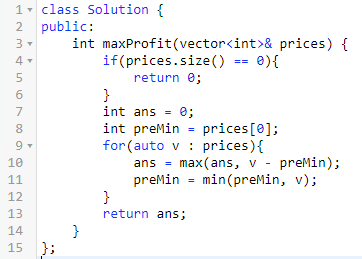 1 class Solution {
2 public:
3     int maxProfit(vector<int>& prices) {
4         if(prices.size() == 0){
5             return 0;
6         }
7         int ans = 0;
8         int preMin = prices[0];
9         for(auto v : prices){
10             ans = max(ans, v - preMin);
11             preMin = min(preMin, v);
12         }
13         return ans;
14     }
15 };